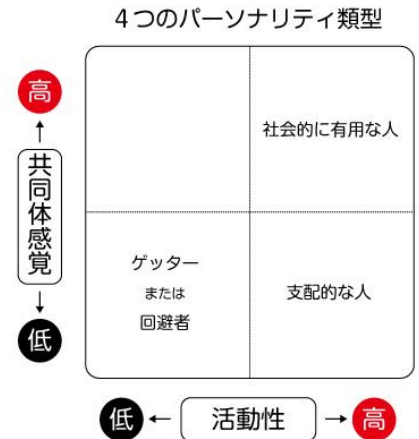 4つのパーソナリティ類型
高
↑
共同体感覚
↓
低
社会的に有用な人
ゲッター
または
回避者
支配的な人
低 ← 活動性 → 高